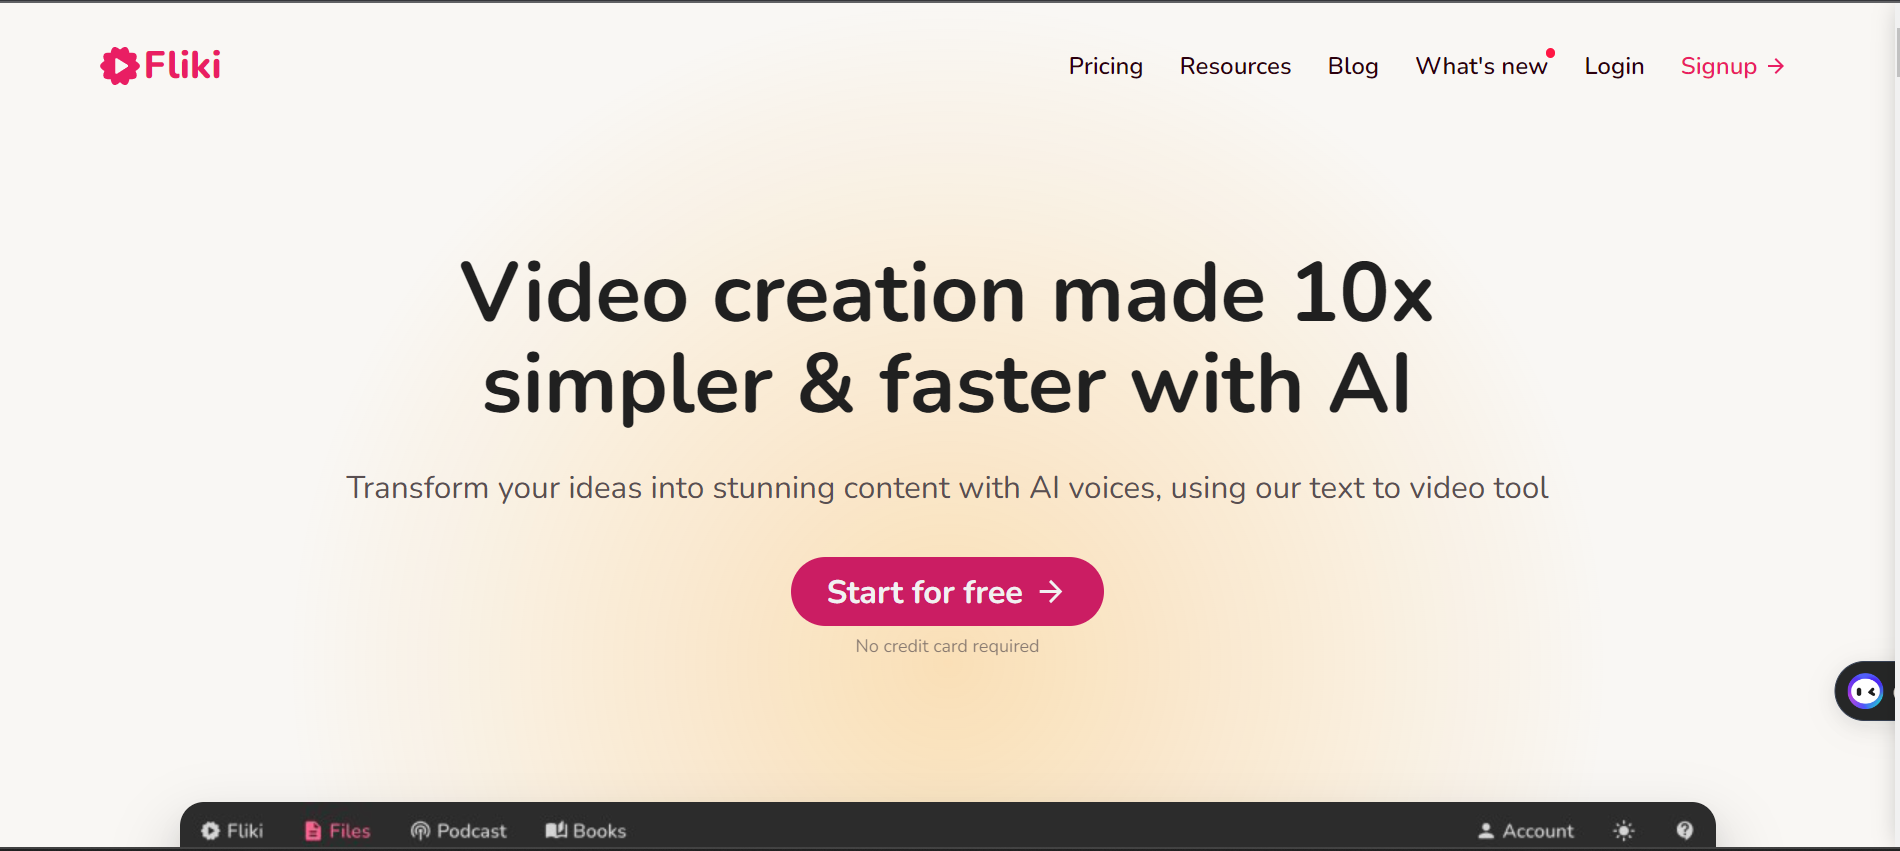 Fliki
Pricing Resources Blog What's new Login Signup →
Video creation made 10x
simpler & faster with AI
Transform your ideas into stunning content with AI voices, using our text to video tool
Start for free →
No credit card required
Fliki Files Podcast Books Account